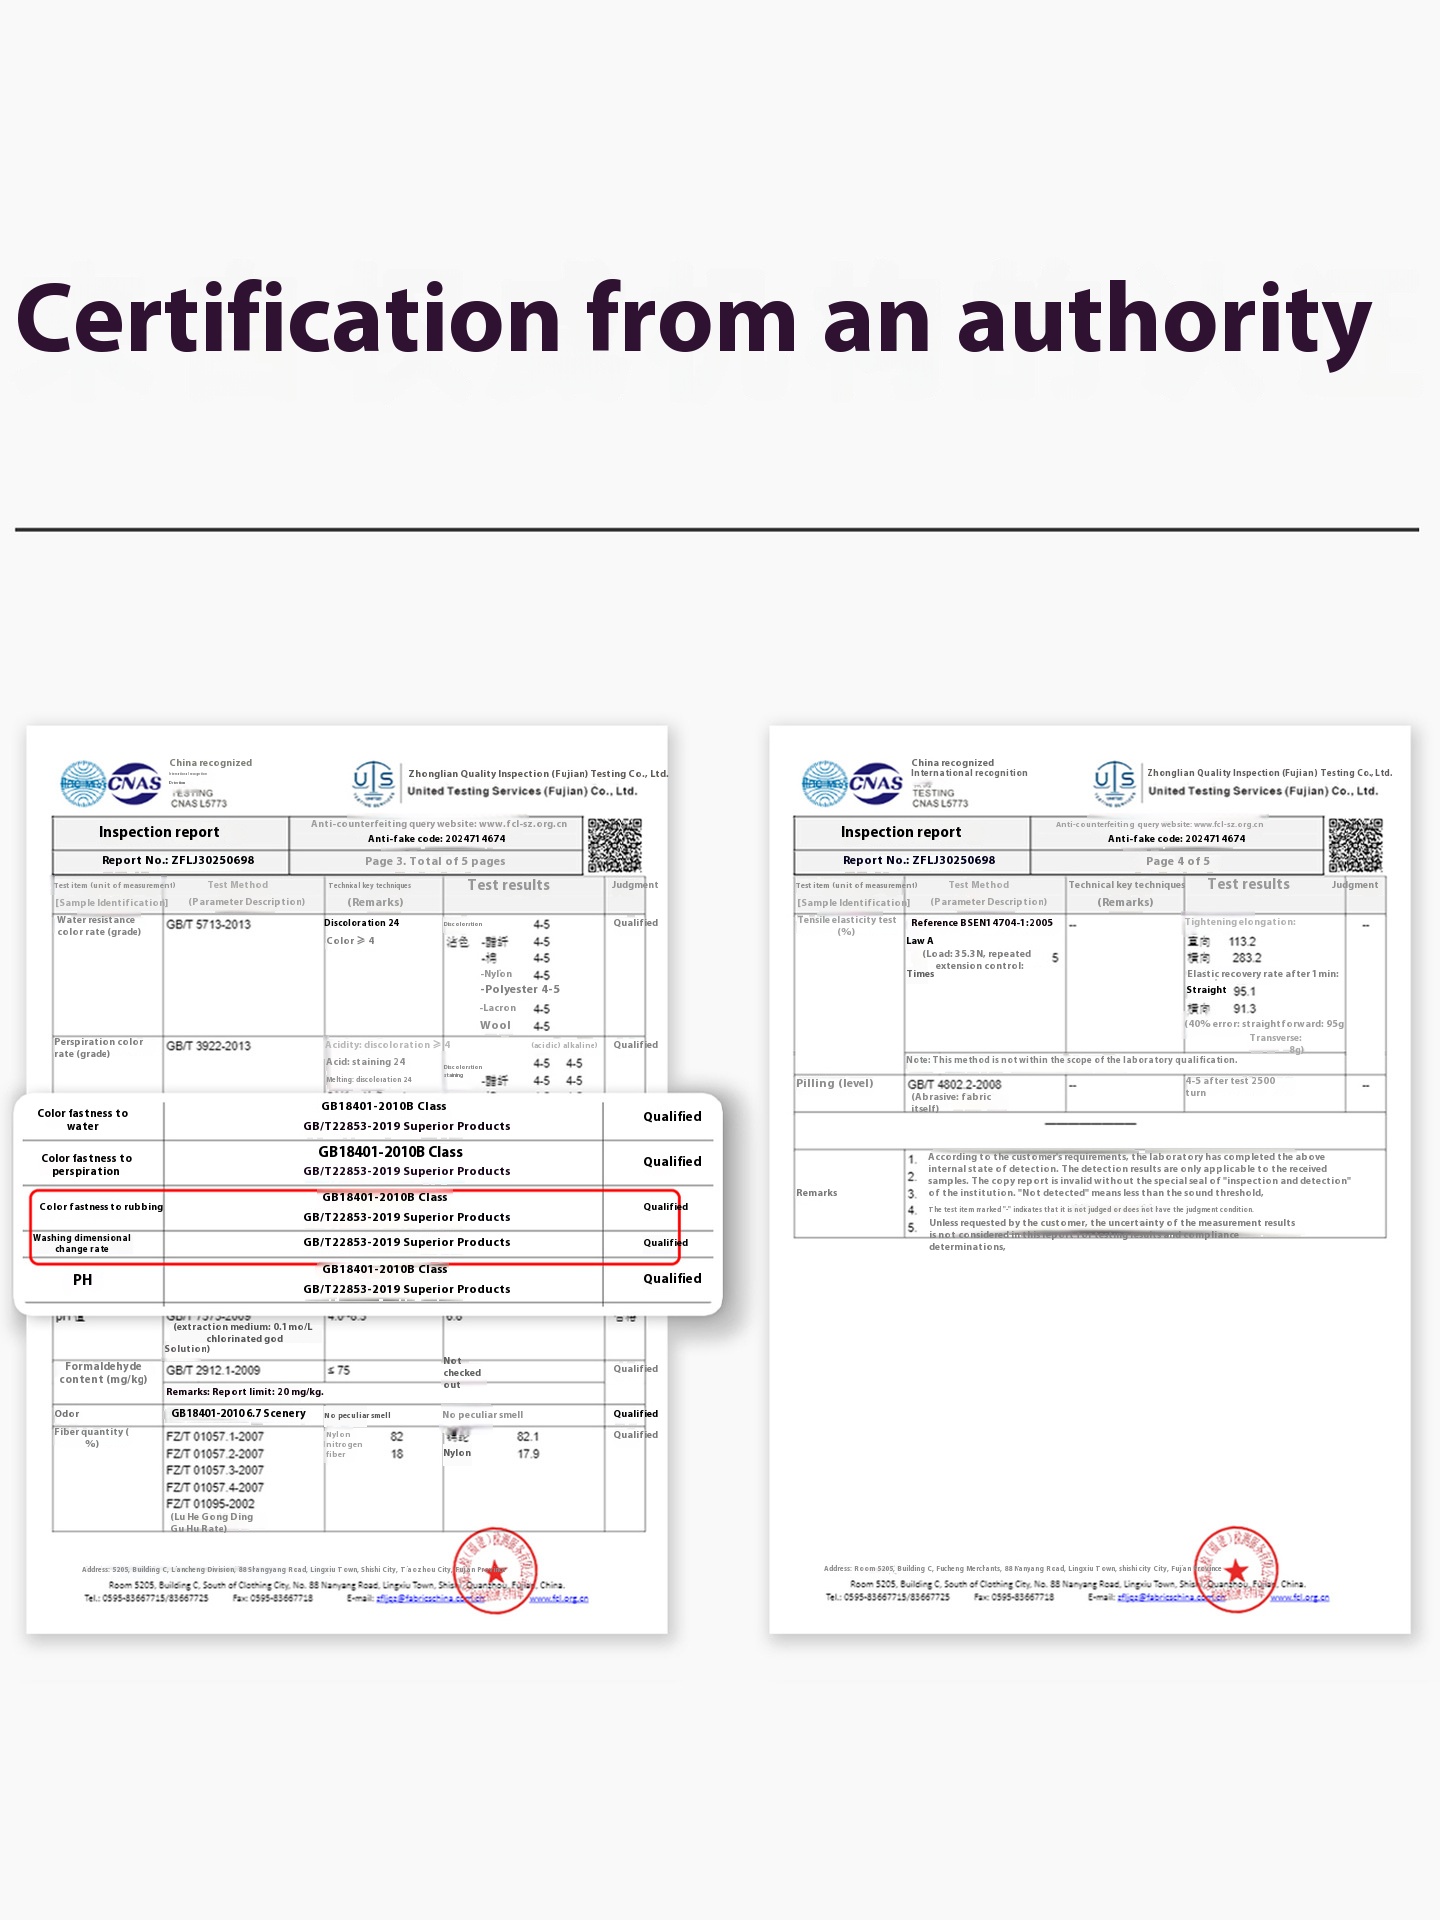 Certification from an authority
CNAS
China recognized
TESTING
CNAS L5773
UTS
Zhonglian Quality Inspection (Fujian) Testing Co., Ltd.
United Testing Services (Fujian) Co., Ltd.
Inspection report
Anti-counterfeiting query website: www.fcl-sz.org.cn
Anti-fake code: 2024714674
Report No.: ZFLJ30250698
Page 3. Total of 5 pages
Test item (unit of measurement)
[Sample Identification]
Test Method
(Parameter Description)
Technical key techniques
(Remarks)
Test results
Judgment
Water resistance
color rate (grade)
GB/T 5713-2013
Discoloration 24
Color ≥ 4
Discoloration 4-5
沾色 -醋纤 4-5
-棉 4-5
-Nylon 4-5
-Polyester 4-5
-Lacron 4-5
Wool 4-5
Qualified
Perspiration color
rate (grade)
GB/T 3922-2013
Acidity: discoloration ≥ 4
Acid: staining 24
Melting: discoloration 24
(acidic) alkaline)
Discoloration 4-5 4-5
staining -醋纤 4-5 4-5
Qualified
Color fastness to
water
GB18401-2010B Class
GB/T22853-2019 Superior Products
Qualified
Color fastness to
perspiration
GB18401-2010B Class
GB/T22853-2019 Superior Products
Qualified
Color fastness to rubbing
GB18401-2010B Class
GB/T22853-2019 Superior Products
Qualified
Washing dimensional
change rate
GB/T22853-2019 Superior Products
Qualified
PH
GB18401-2010B Class
GB/T22853-2019 Superior Products
Qualified
pH值
GB/T 7573-2009
(extraction medium: 0.1mo/L
chlorinated god
Solution)
4.0~8.5
6.8
合格
Formaldehyde
content (mg/kg)
GB/T 2912.1-2009
≤ 75
Not
checked
out
Qualified
Remarks: Report limit: 20 mg/kg.
Odor
GB18401-2010 6.7 Scenery
No peculiar smell
No peculiar smell
Qualified
Fiber quantity (
%)
FZ/T 01057.1-2007
FZ/T 01057.2-2007
FZ/T 01057.3-2007
FZ/T 01057.4-2007
FZ/T 01095-2002
(Lu He Gong Ding
Gu Hu Rate)
Nylon 82
nitrogen
fiber 18
82.1
Nylon 17.9
Qualified
Address: 5205, Building C, Liancheng Division, 88 Slangyang Road, Lingxiu Town, Shishi City, T'aozhou City, Fujian Province
Room 5205, Building C, South of Clothing City, No. 88 Nanyang Road, Lingxiu Town, Shishi, Quanzhou, Fujian, China.
Tel.: 0595-83667715/83667725 Fax: 0595-83667718 E-mail: zfljqz@fabricschina.com.cn www.fcl.org.cn
CNAS
China recognized
International recognition
TESTING
CNAS L5773
UTS
Zhonglian Quality Inspection (Fujian) Testing Co., Ltd.
United Testing Services (Fujian) Co., Ltd.
Inspection report
Anti-counterfeiting query website: www.fcl-sz.org.cn
Anti-fake code: 2024714674
Report No.: ZFLJ30250698
Page 4 of 5
Test item (unit of measurement)
[Sample Identification]
Test Method
(Parameter Description)
Technical key techniques
(Remarks)
Test results
Judgment
Tensile elasticity test
(%)
Reference BSEN14704-1:2005
Law A
(Load: 35.3N, repeated
extension control: 5
Times
--
Tightening elongation:
直向 113.2
横向 283.2
Elastic recovery rate after 1min:
Straight 95.1
横向 91.3
(40% error: straightforward: 95g
Transverse:
8g)
--
Note: This method is not within the scope of the laboratory qualification.
Pilling (level)
GB/T 4802.2-2008
(Abrasive: fabric
itself)
--
4-5 after test 2500
turn
--
Remarks
1. According to the customer's requirements, the laboratory has completed the above
internal state of detection. The detection results are only applicable to the received
2. samples. The copy report is invalid without the special seal of "inspection and detection"
3. of the institution. "Not detected" means less than the sound threshold,
4. The test item marked "-" indicates that it is not judged or does not have the judgment condition.
5. Unless requested by the customer, the uncertainty of the measurement results
is not considered in this report for testing results and compliance
determinations,
Address: Room 5205, Building C, Fucheng Merchants, 88 Nanyang Road, Lingxiu Town, shishi city City, Fujian Province
Room 5205, Building C, South of Clothing City, No. 88 Nanyang Road, Lingxiu Town, Shishi, Quanzhou, Fujian, China.
Tel.: 0595-83667715/83667725 Fax: 0595-83667718 E-mail: zfljqz@fabricschina.com.cn www.fcl.org.cn